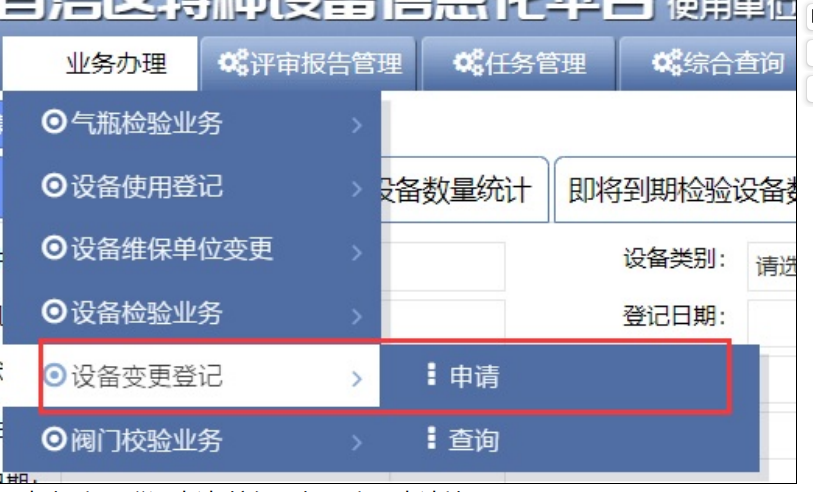 自治区特种设备信息化平台 使用单位
业务办理 评审报告管理 任务管理 综合查询
气瓶检验业务
设备使用登记 设备数量统计 即将到期检验设备数
设备维保单位变更 设备类别： 请选
设备检验业务 登记日期：
设备变更登记 申请
阀门校验业务 查询
日期：